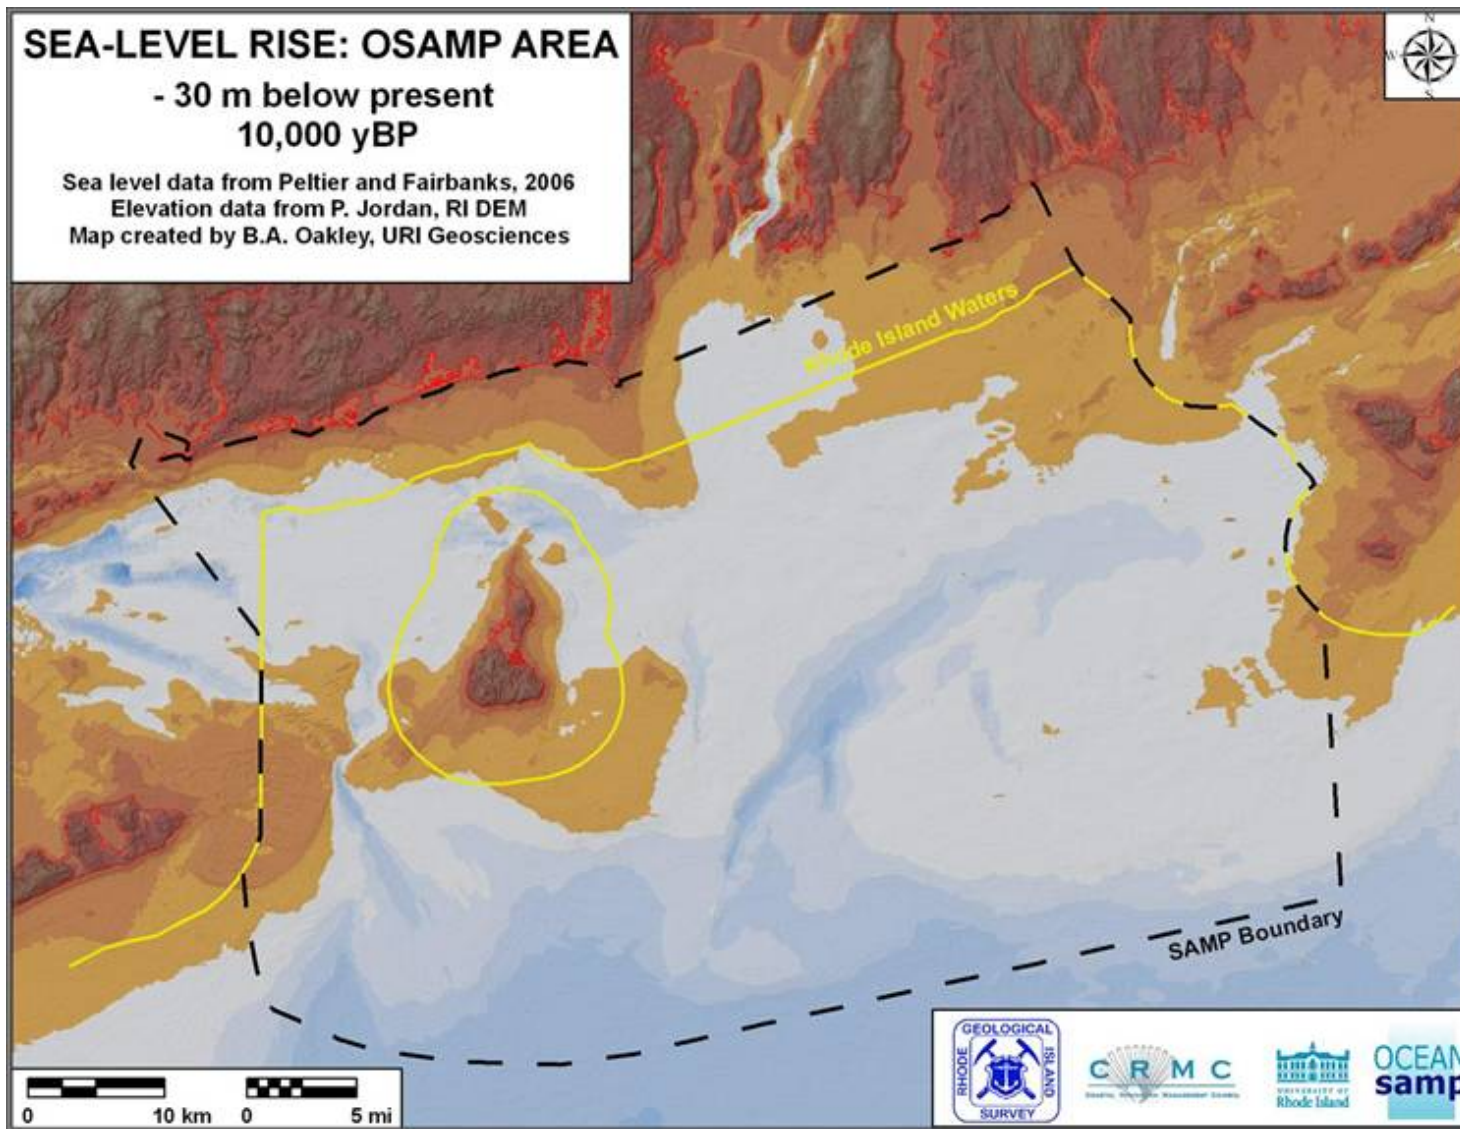 SEA-LEVEL RISE: OSAMP AREA
- 30 m below present
10,000 yBP
Sea level data from Peltier and Fairbanks, 2006
Elevation data from P. Jordan, RI DEM
Map created by B.A. Oakley, URI Geosciences
N
W
S
Rhode Island Waters
SAMP Boundary
0 10 km
0 5 mi
GEOLOGICAL
RHODE
ISLAND
SURVEY
C R M C
UNIVERSITY OF
Rhode Island
OCEAN
samp